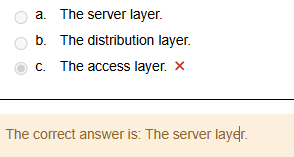 a. The server layer.
b. The distribution layer.
c. The access layer. ✕
The correct answer is: The server layer.